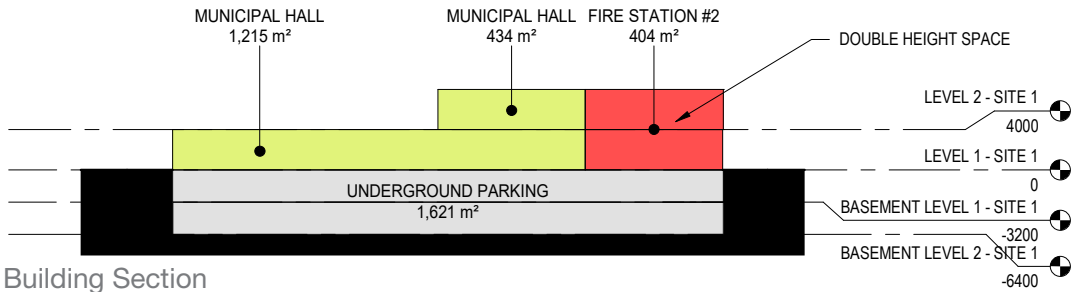 MUNICIPAL HALL
1,215 m²
MUNICIPAL HALL
434 m²
FIRE STATION #2
404 m²
DOUBLE HEIGHT SPACE
LEVEL 2 - SITE 1
4000
LEVEL 1 - SITE 1
0
UNDERGROUND PARKING
1,621 m²
BASEMENT LEVEL 1 - SITE 1
-3200
BASEMENT LEVEL 2 - SITE 1
-6400
Building Section